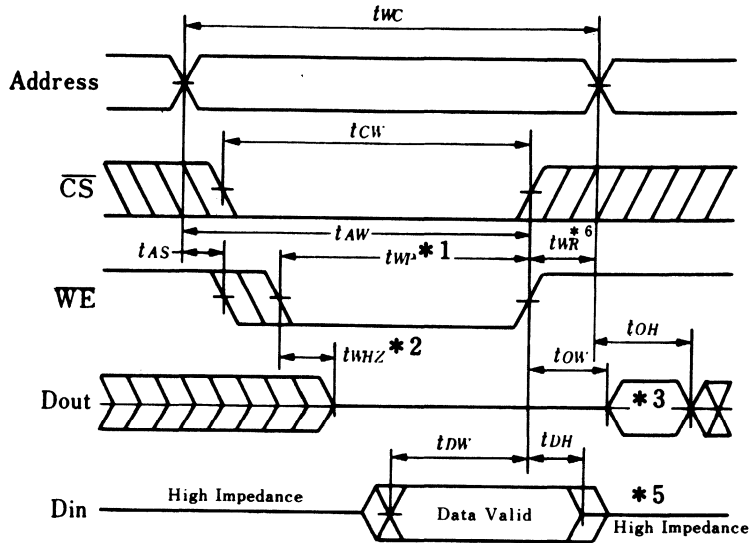 tWC
Address
tCW
CS
tAW
tAS
tWP*1
tWR*6
WE
tWHZ*2
tOH
tOW
Dout
*3
tDW
tDH
Din
High Impedance
Data Valid
*5
High Impedance